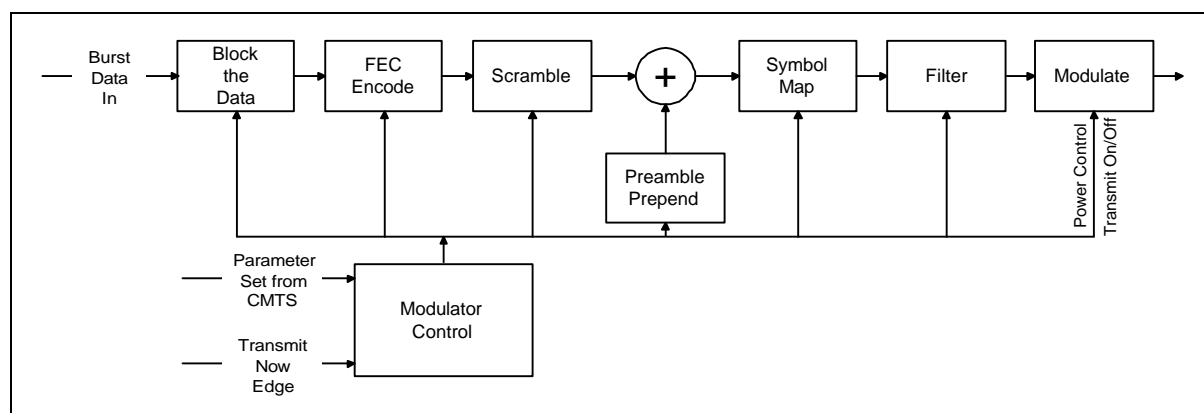 Burst
Data
In
Block
the
Data
FEC
Encode
Scramble
+
Symbol
Map
Filter
Modulate
Preamble
Prepend
Power Control
Transmit On/Off
Parameter
Set from
CMTS
Modulator
Control
Transmit
Now
Edge